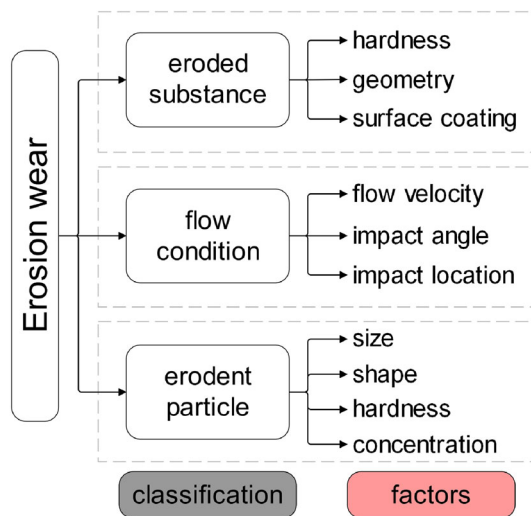 Erosion wear
eroded
substance
hardness
geometry
surface coating
flow
condition
flow velocity
impact angle
impact location
erodent
particle
size
shape
hardness
concentration
classification
factors